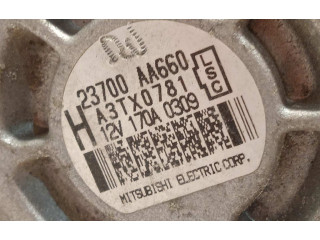 23700 AA660
H A3TX0781
12V 170A 0309
LSC
MITSUBISHI ELECTRIC CORP.